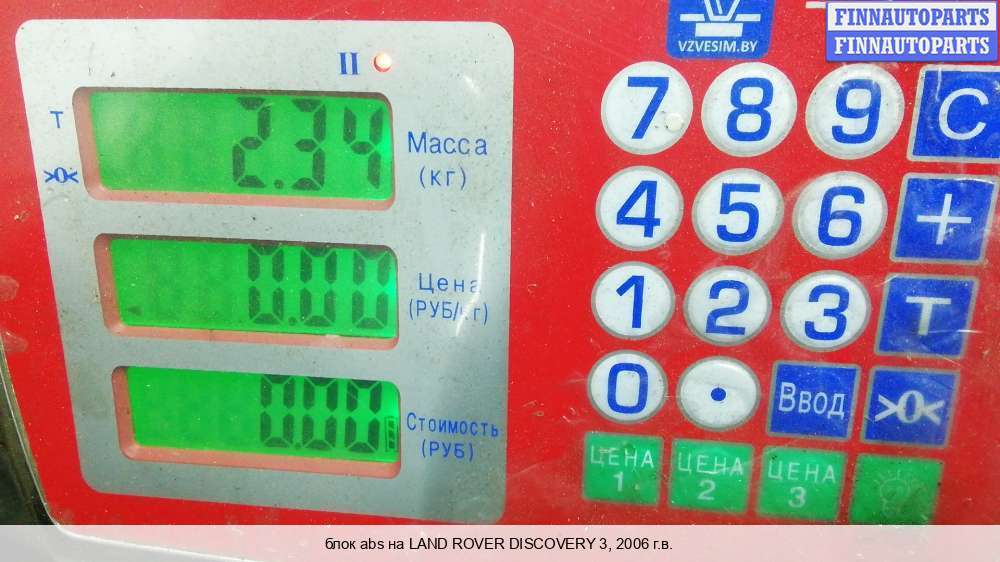 II
T
>0<
2.34
Масса
(кг)
0.00
Цена
(РУБ/кг)
0.00
Стоимость
(РУБ)
VZVESIM.BY
FINNAUTOPARTS
FINNAUTOPARTS
7 8 9 C
4 5 6 +
1 2 3 T
0 . Ввод >0<
ЦЕНА 1 ЦЕНА 2 ЦЕНА 3
блок abs на LAND ROVER DISCOVERY 3, 2006 г.в.